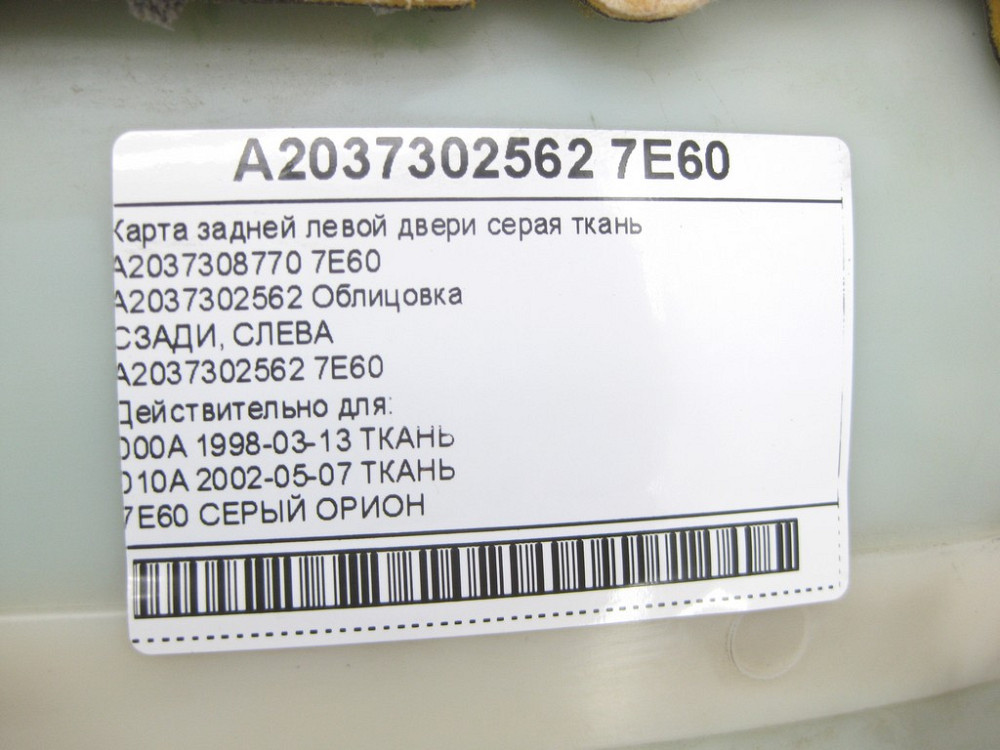 A2037302562 7E60
Карта задней левой двери серая ткань
A2037308770 7E60
A2037302562 Облицовка
СЗАДИ, СЛЕВА
A2037302562 7E60
Действительно для:
000A 1998-03-13 ТКАНЬ
010A 2002-05-07 ТКАНЬ
7E60 СЕРЫЙ ОРИОН